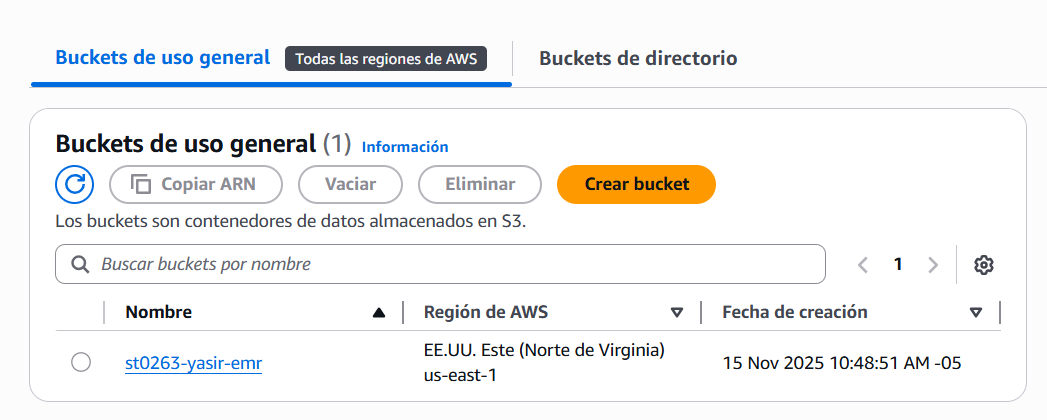 Buckets de uso general Todas las regiones de AWS Buckets de directorio
Buckets de uso general (1) Información
Copiar ARN Vaciar Eliminar Crear bucket
Los buckets son contenedores de datos almacenados en S3.
Buscar buckets por nombre 1
Nombre Región de AWS Fecha de creación
st0263-yasir-emr EE.UU. Este (Norte de Virginia) us-east-1 15 Nov 2025 10:48:51 AM -05